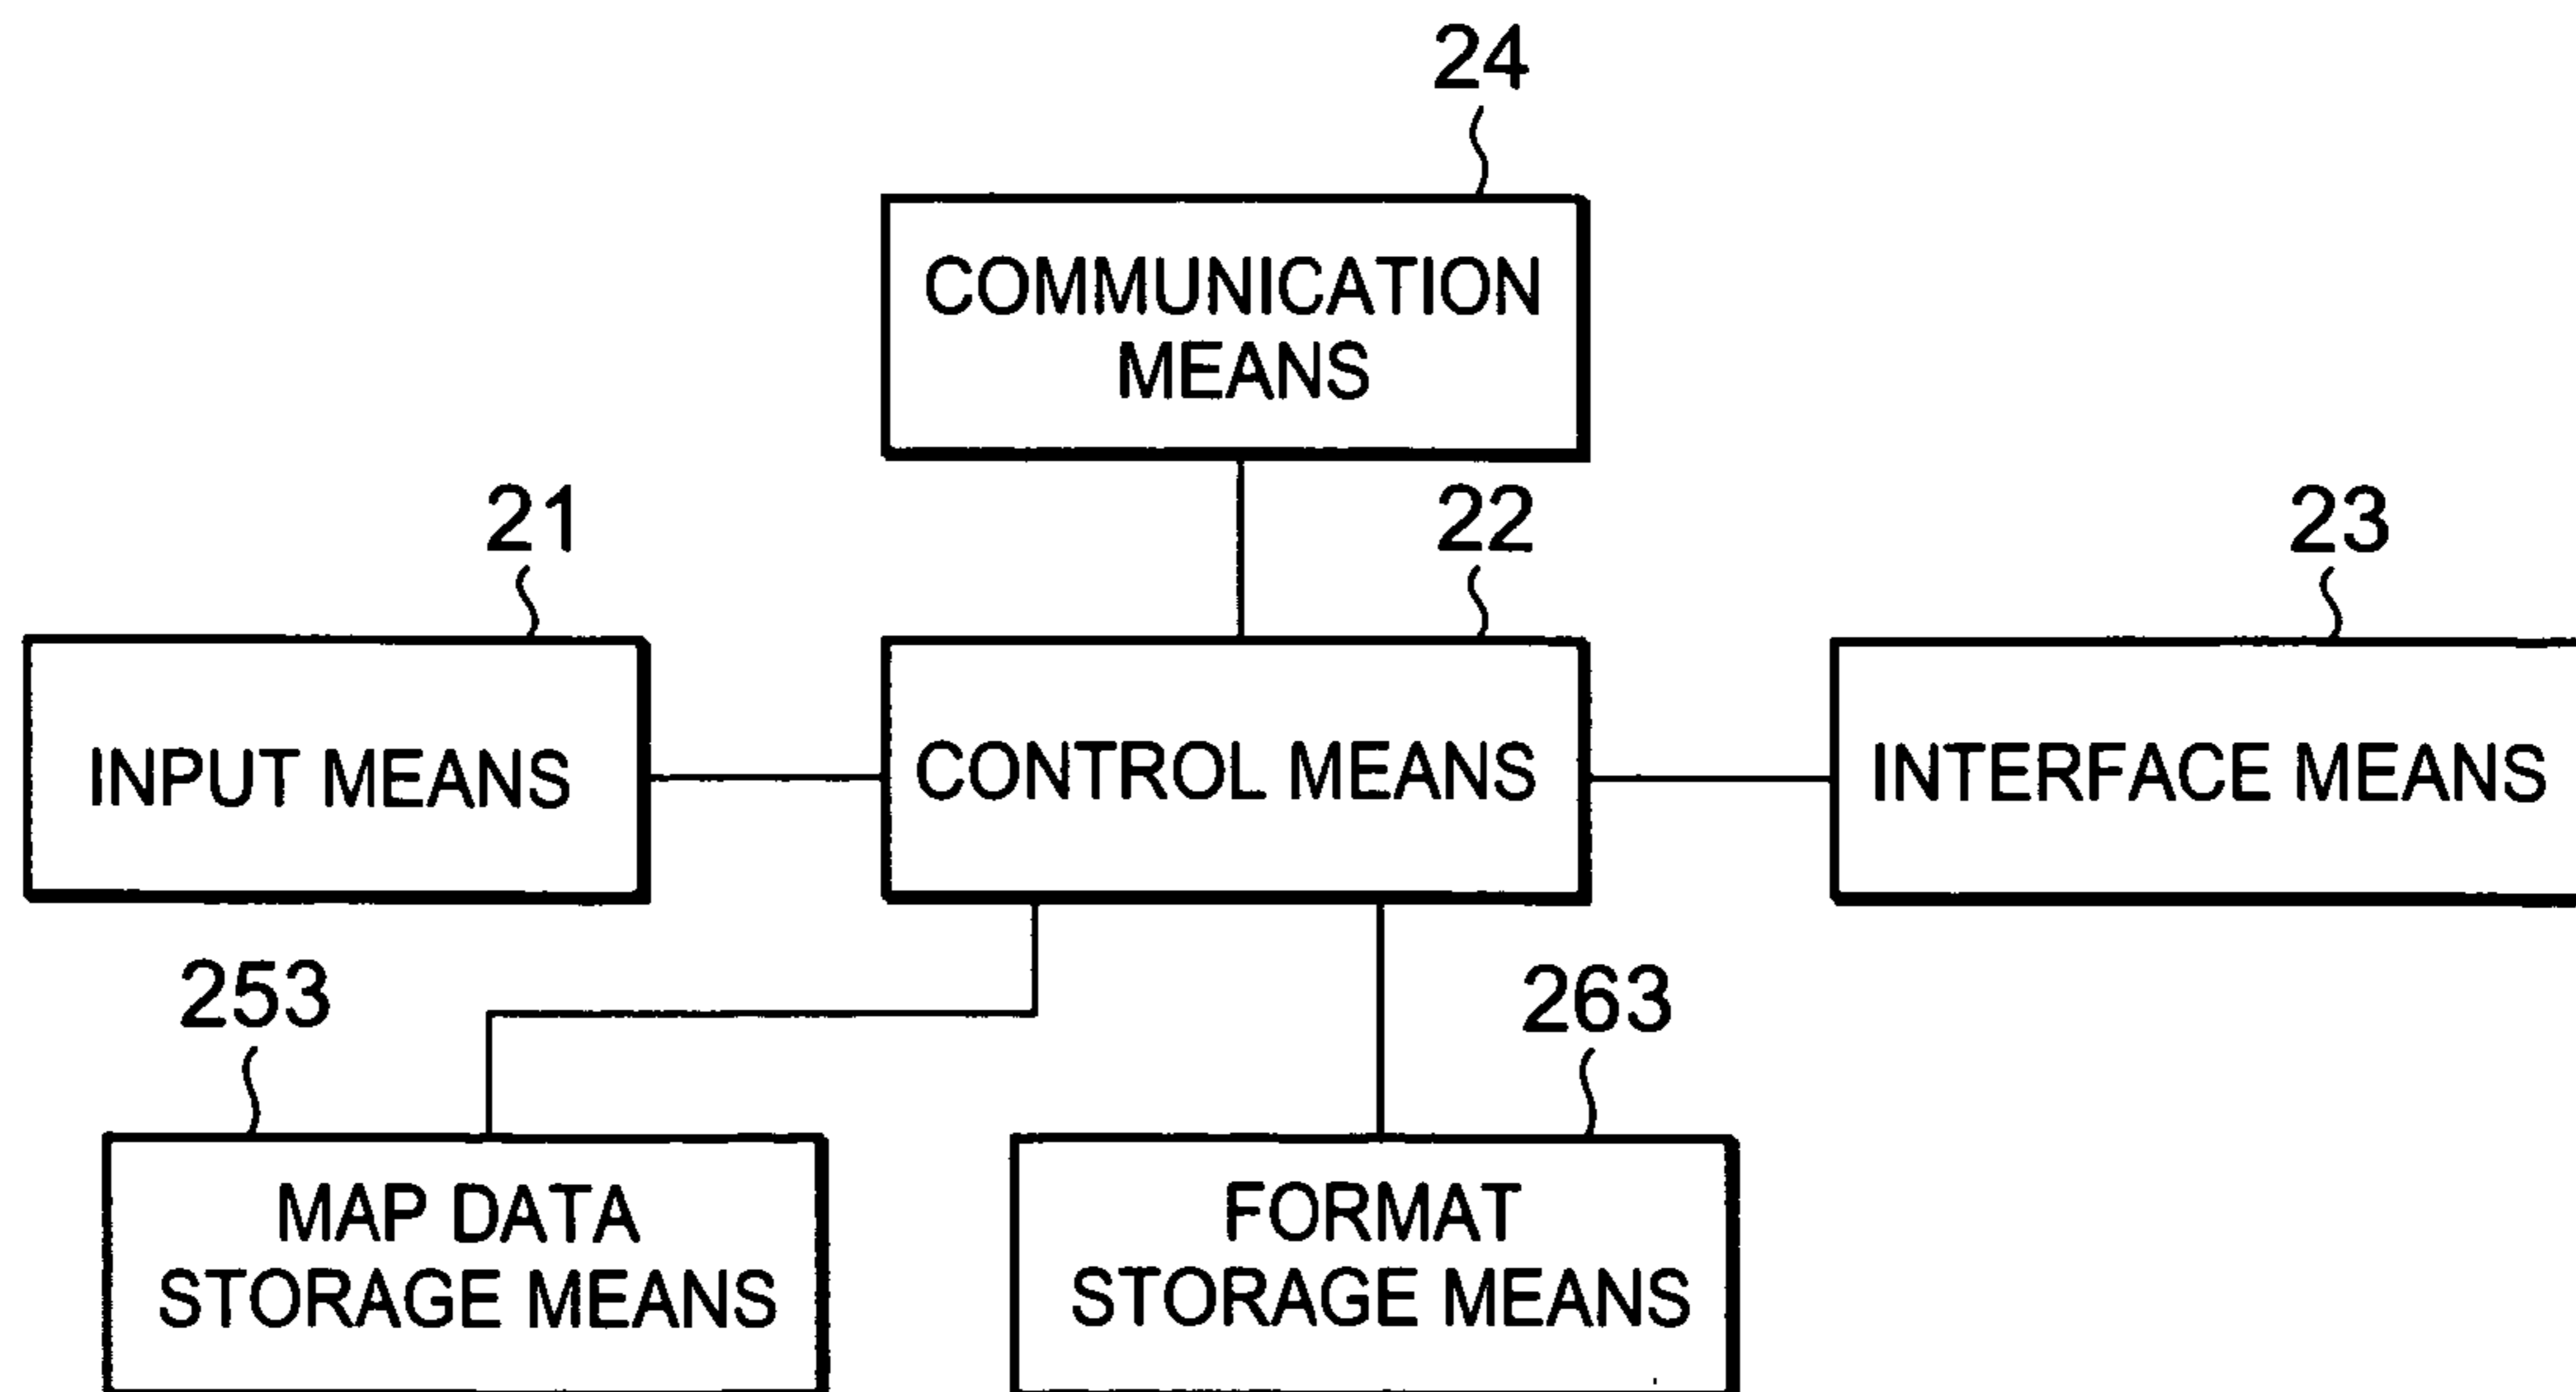 24
COMMUNICATION
MEANS
21
22
23
INPUT MEANS
CONTROL MEANS
INTERFACE MEANS
253
263
MAP DATA
STORAGE MEANS
FORMAT
STORAGE MEANS